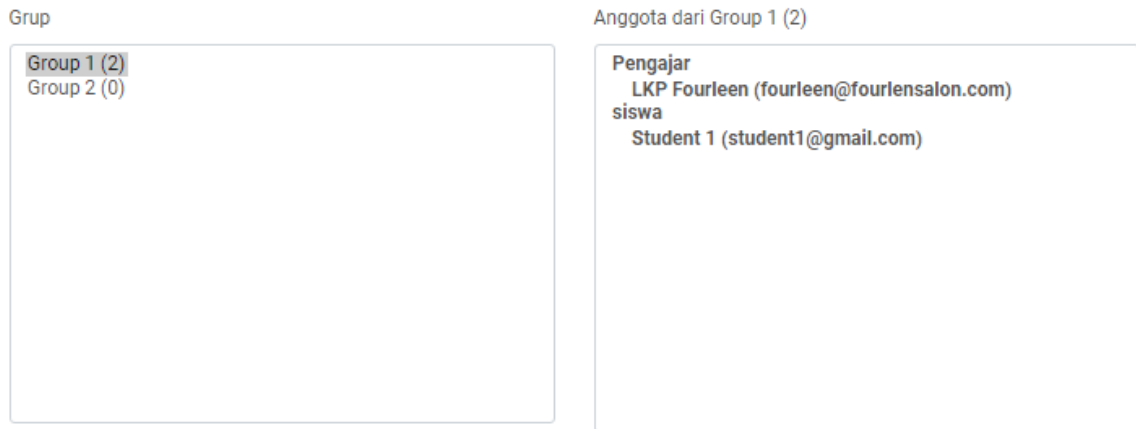 Grup
Group 1 (2)
Group 2 (0)
Anggota dari Group 1 (2)
Pengajar
LKP Fourleen (fourleen@fourlensalon.com)
siswa
Student 1 (student1@gmail.com)